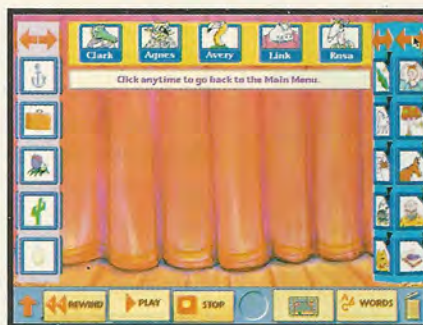 Clark Agnes Avery Link Rosa
Click anytime to go back to the Main Menu.
REWIND PLAY STOP WORDS